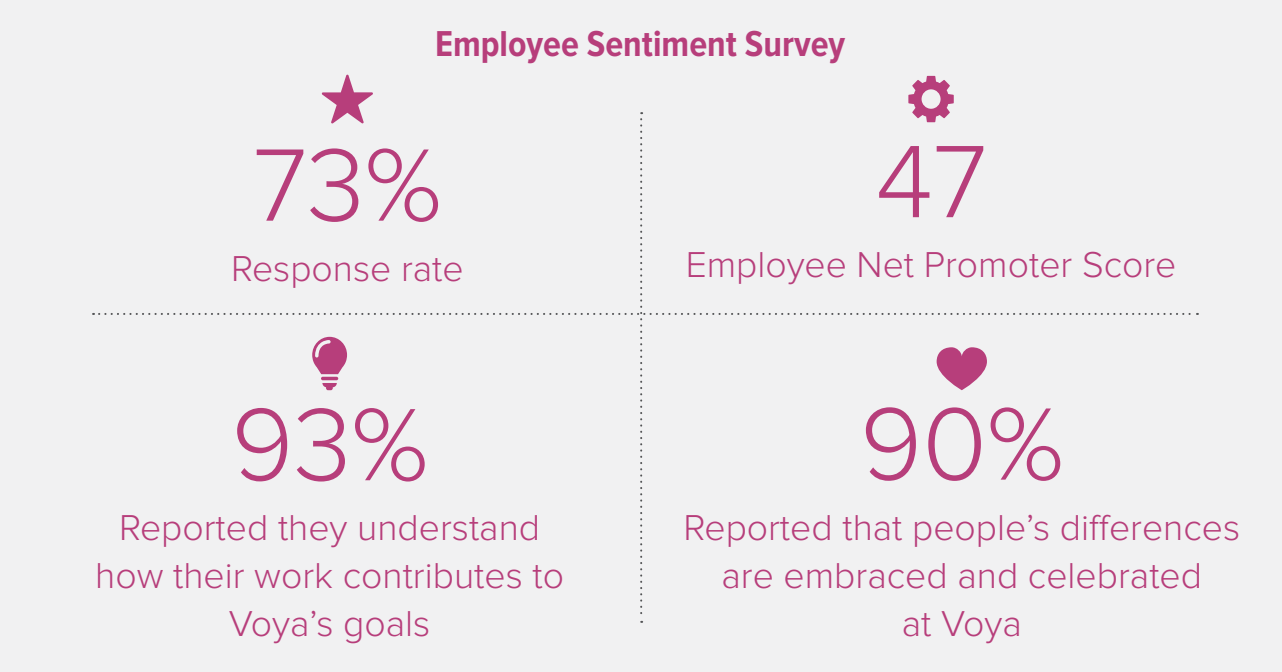 Employee Sentiment Survey
73%
Response rate
47
Employee Net Promoter Score
93%
Reported they understand
how their work contributes to
Voya’s goals
90%
Reported that people’s differences
are embraced and celebrated
at Voya